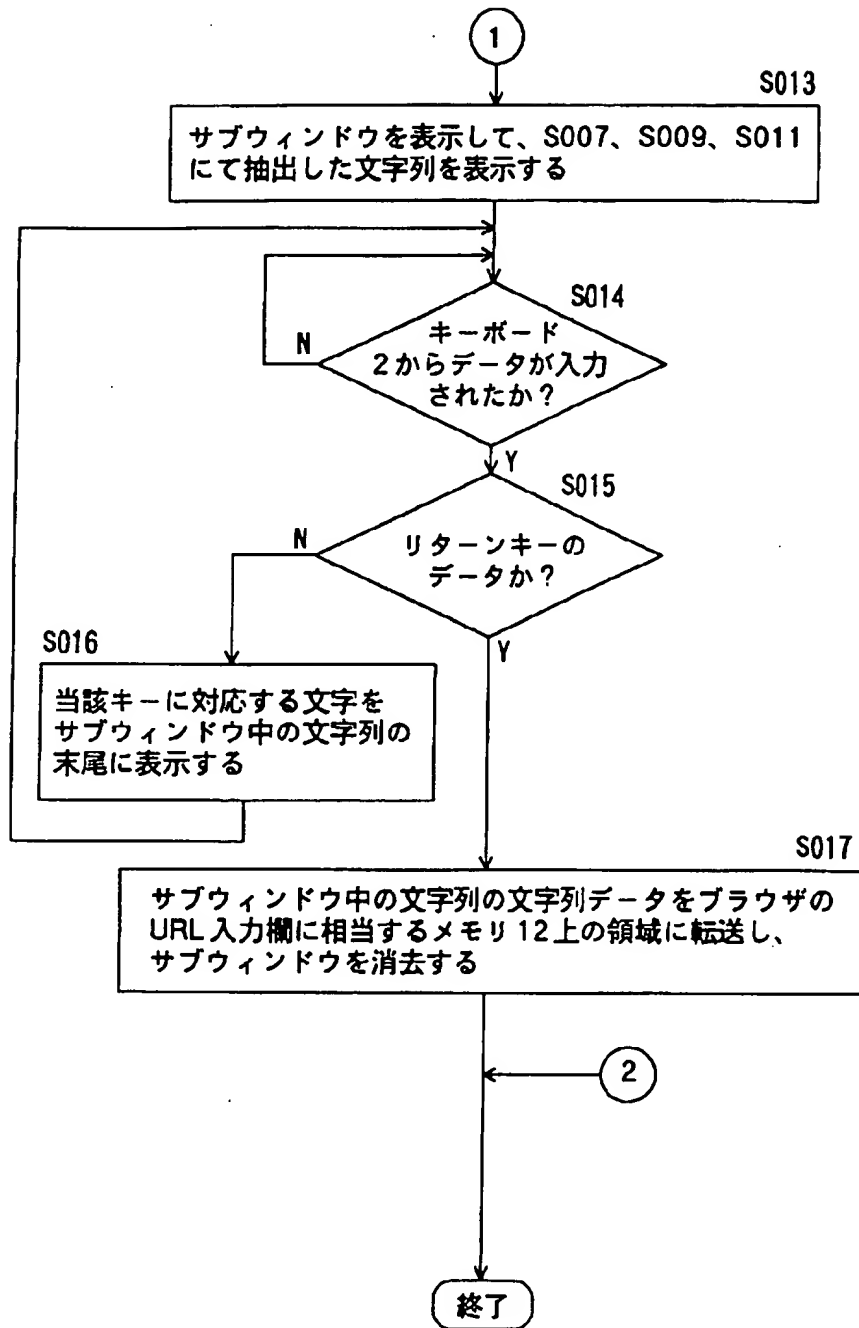 1
S013
サブウィンドウを表示して、S007、S009、S011
にて抽出した文字列を表示する
S014
キーボード
N
2からデータが入力
されたか？
Y
S015
N
リターンキーの
データか？
Y
S016
当該キーに対応する文字を
サブウィンドウ中の文字列の
末尾に表示する
S017
サブウィンドウ中の文字列の文字列データをブラウザの
URL入力欄に相当するメモリ12上の領域に転送し、
サブウィンドウを消去する
2
終了